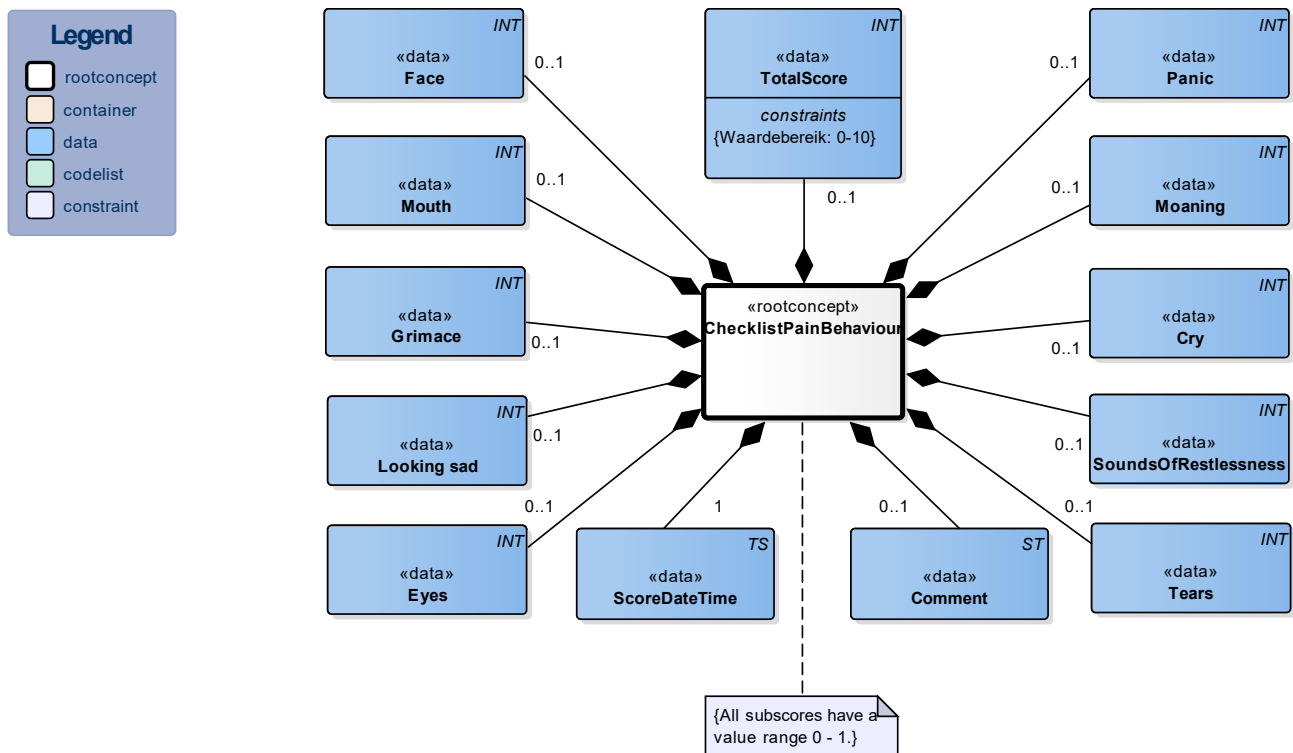 Legend
rootconcept
container
data
codelist
constraint
INT
«data»
Face
0..1
INT
«data»
TotalScore
constraints
{Waardebereik: 0-10}
0..1
INT
«data»
Panic
0..1
INT
«data»
Mouth
0..1
INT
«data»
Moaning
0..1
INT
«data»
Grimace
0..1
«rootconcept»
ChecklistPainBehaviour
INT
«data»
Cry
0..1
INT
«data»
Looking sad
0..1
INT
«data»
SoundsOfRestlessness
0..1
INT
«data»
Eyes
0..1
TS
«data»
ScoreDateTime
1
ST
«data»
Comment
0..1
INT
«data»
Tears
0..1
{All subscores have a
value range 0 - 1.}